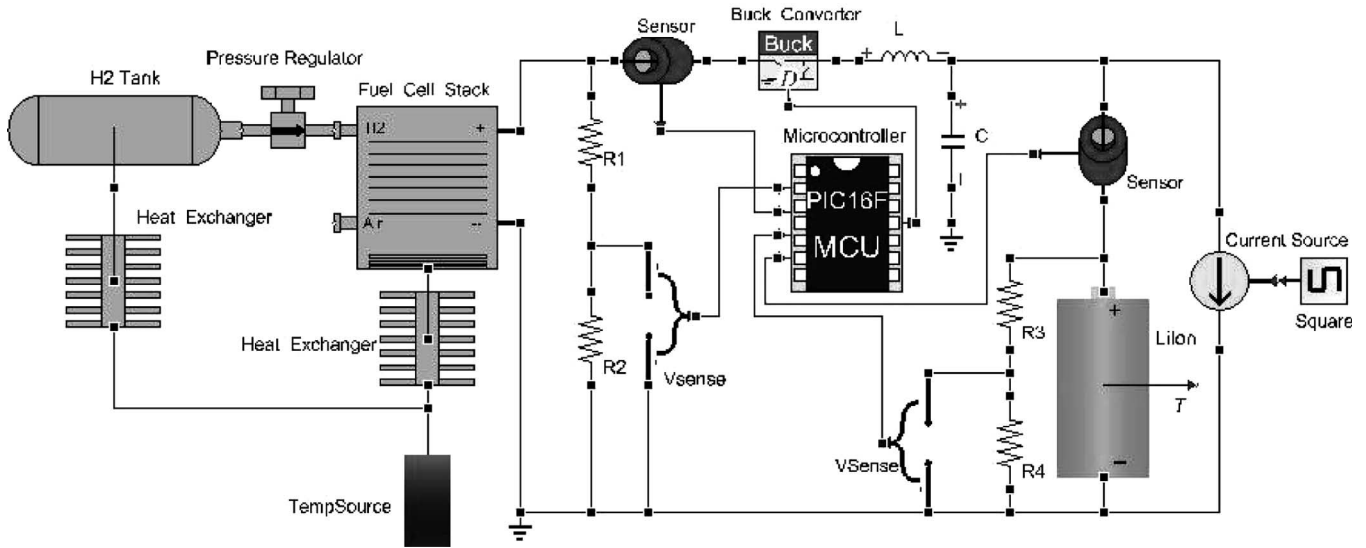 Buck Converter
Sensor
L
Buck
+
−
Pressure Regulator
H2 Tank
Fuel Cell Stack
D
H2
+
+
C
Microcontroller
R1
PIC16F
Sensor
MCU
Heat Exchanger
Air
--
Current Source
Square
R3
+
LiIon
Heat Exchanger
R2
Vsense
T
VSense
R4
−
TempSource